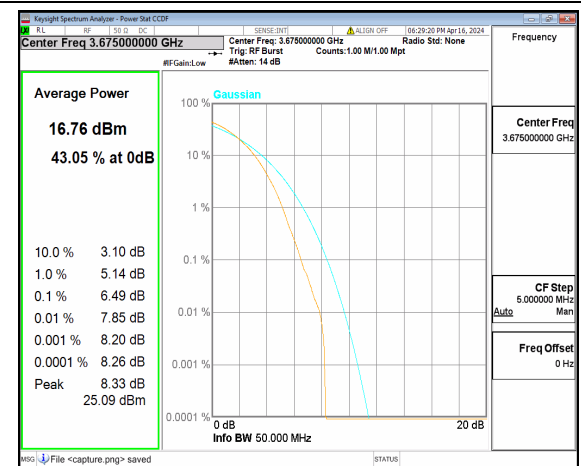 Keysight Spectrum Analyzer - Power Stat CCDF
RL RF 50 Ω DC SENSE:INT ALIGN OFF 06:29:20 PM Apr 16, 2024
Center Freq 3.675000000 GHz
Center Freq: 3.675000000 GHz Radio Std: None
Trig: RF Burst Counts:1.00 M/1.00 Mpt
#IFGain:Low #Atten: 14 dB
Frequency
Average Power
16.76 dBm
43.05 % at 0dB
10.0 % 3.10 dB
1.0 % 5.14 dB
0.1 % 6.49 dB
0.01 % 7.85 dB
0.001 % 8.20 dB
0.0001 % 8.26 dB
Peak 8.33 dB
25.09 dBm
Gaussian
100 %
10 %
1 %
0.1 %
0.01 %
0.001 %
0.0001 %
0 dB 20 dB
Info BW 50.000 MHz
Center Freq
3.675000000 GHz
CF Step
5.000000 MHz
Auto Man
Freq Offset
0 Hz
MSG File <capture.png> saved STATUS